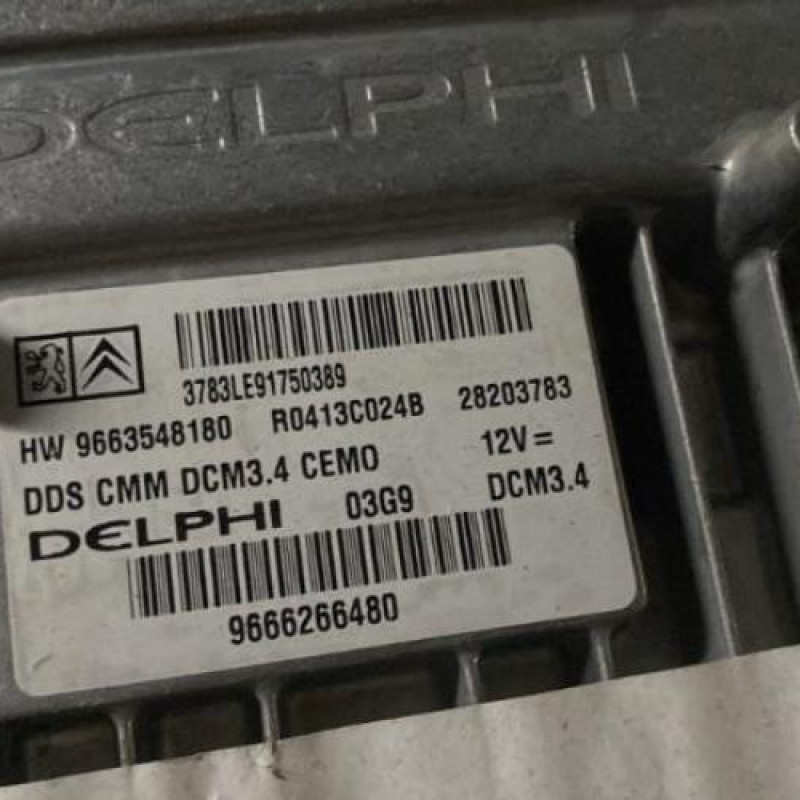 DELPHI
3783LE91750389
HW 9663548180 R0413C024B 28203783
DDS CMM DCM3.4 CEMO 12V=
DELPHI 03G9 DCM3.4
9666266480